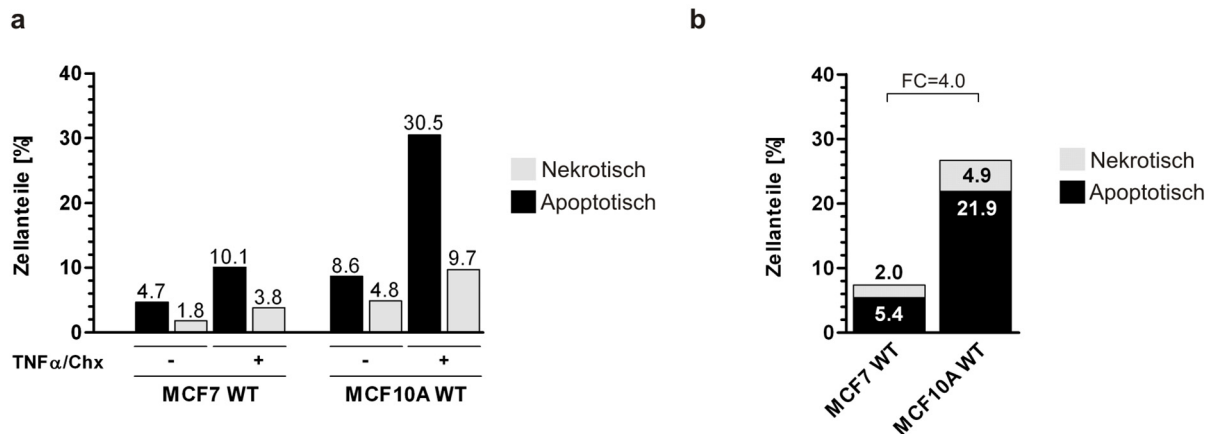 a
40
30
20
10
0
Zellanteile [%]
4.7
1.8
10.1
3.8
8.6
4.8
30.5
9.7
Nekrotisch
Apoptotisch
TNFα/Chx - + - +
MCF7 WT MCF10A WT
b
40
30
20
10
0
Zellanteile [%]
FC=4.0
2.0
5.4
4.9
21.9
Nekrotisch
Apoptotisch
MCF7 WT
MCF10A WT